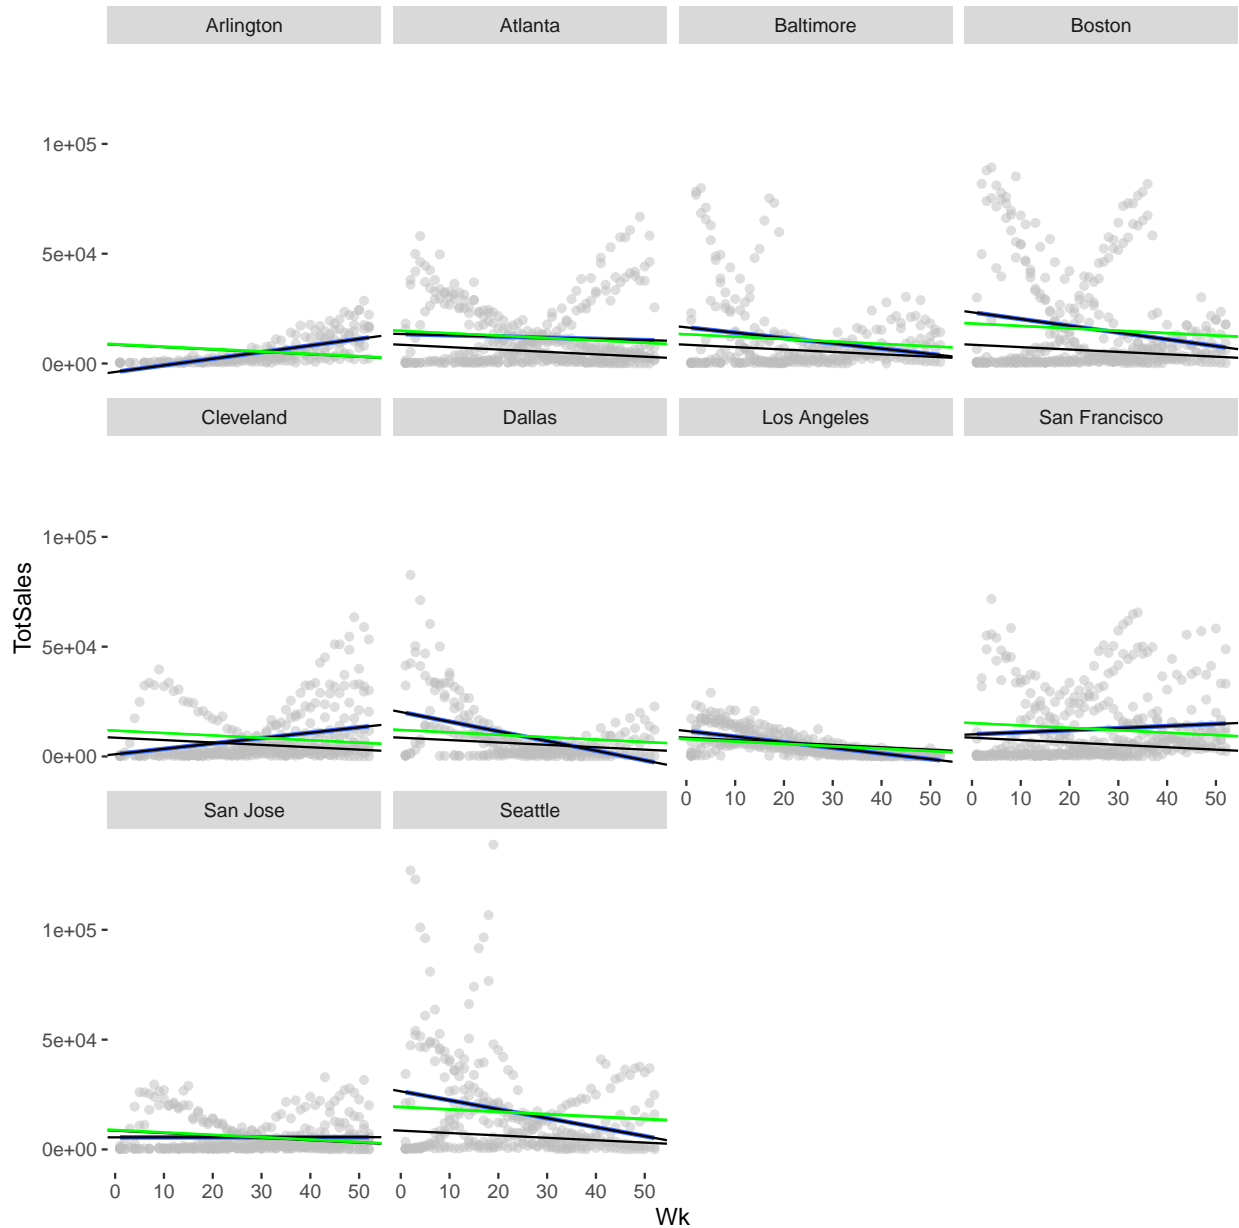 Arlington Atlanta Baltimore Boston
1e+05
5e+04
0e+00
Cleveland Dallas Los Angeles San Francisco
1e+05
5e+04
0e+00
0 10 20 30 40 50 0 10 20 30 40 50
San Jose Seattle
1e+05
5e+04
0e+00
0 10 20 30 40 50 0 10 20 30 40 50
Wk
TotSales